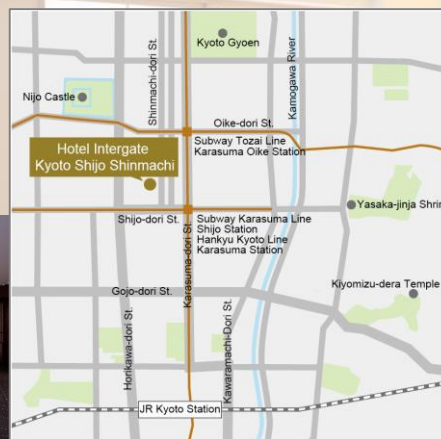 Kyoto Gyoen
Shinmachi-dori St.
Kamogawa River
Nijo Castle
Oike-dori St.
Subway Tozai Line
Karasuma Oike Station
Hotel Intergate
Kyoto Shijo Shinmachi
Yasaka-jinja Shrin
Shijo-dori St.
Subway Karasuma Line
Shijo Station
Hankyu Kyoto Line
Karasuma Station
Karasuma-dori St.
Kiyomizu-dera Temple
Gojo-dori St.
Horikawa-dori St.
Kawaramachi-Dori St.
JR Kyoto Station